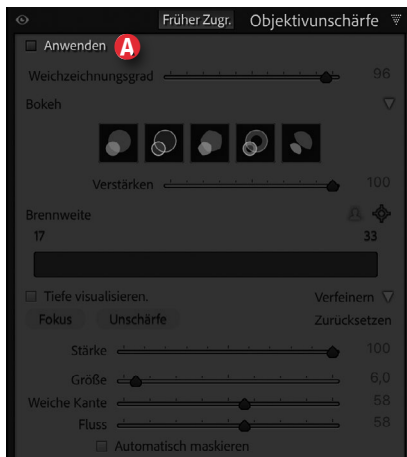 Früher Zugr. Objektivunschärfe
Anwenden A
Weichzeichnungsgrad 96
Bokeh
Verstärken 100
Brennweite
17 33
Tiefe visualisieren. Verfeinern
Fokus Unschärfe Zurücksetzen
Stärke 100
Größe 6,0
Weiche Kante 58
Fluss 58
Automatisch maskieren